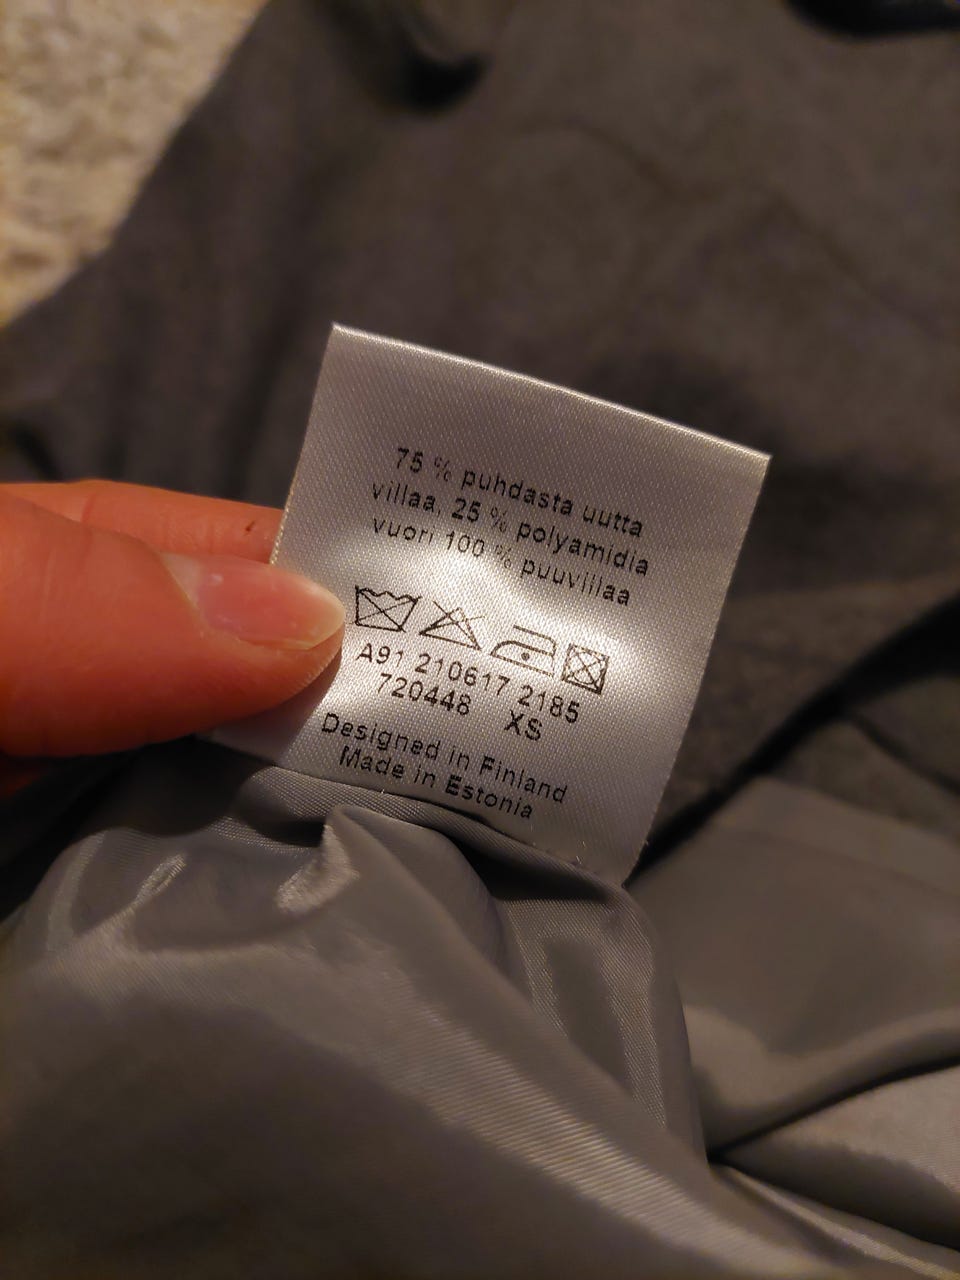 75 % puhdasta uutta
villaa, 25 % polyamidia
vuori 100 % puuvillaa
A91 210617 2185
720448 XS
Designed in Finland
Made in Estonia